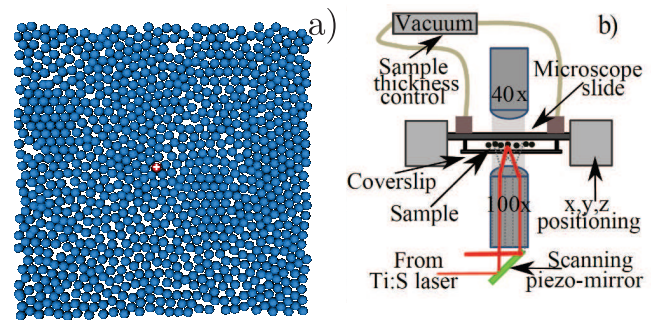 a)
b)
Vacuum
Sample
thickness
control
40x
Microscope
slide
Coverslip
Sample
100x
x,y,z
positioning
From
Ti:S laser
Scanning
piezo-mirror